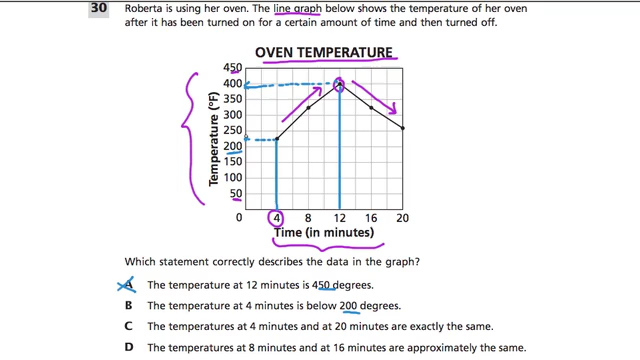 30 Roberta is using her oven. The line graph below shows the temperature of her oven
after it has been turned on for a certain amount of time and then turned off.
OVEN TEMPERATURE
Temperature (°F)
450
400
350
300
250
200
150
100
50
0 4 8 12 16 20
Time (in minutes)
Which statement correctly describes the data in the graph?
A The temperature at 12 minutes is 450 degrees.
B The temperature at 4 minutes is below 200 degrees.
C The temperatures at 4 minutes and at 20 minutes are exactly the same.
D The temperatures at 8 minutes and at 16 minutes are approximately the same.